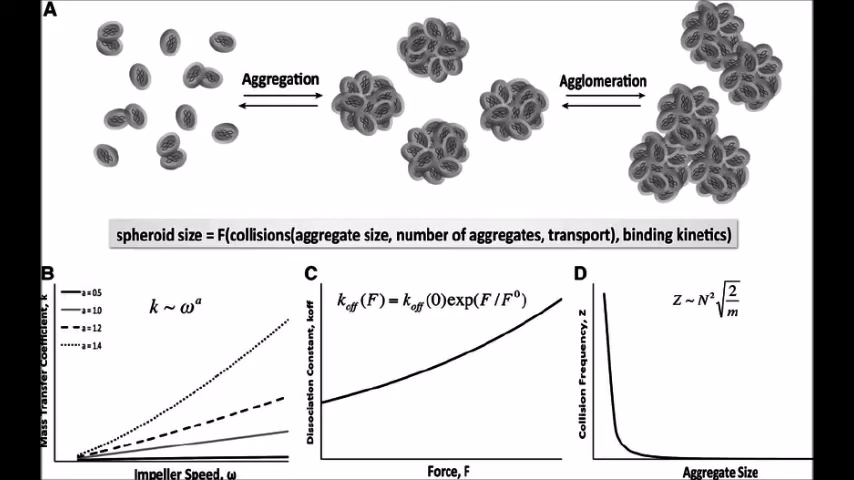 A
Aggregation
Agglomeration
spheroid size = F(collisions(aggregate size, number of aggregates, transport), binding kinetics)
B
Mass Transfer Coefficient, k
a = 0.5
a = 1.0
a = 1.2
a = 1.4
k ~ ω^a
Impeller Speed, ω
C
Dissociation Constant, koff
k_off(F) = k_off(0)exp(F/F^0)
Force, F
D
Collision Frequency, Z
Z ~ N²√(2/m)
Aggregate Size